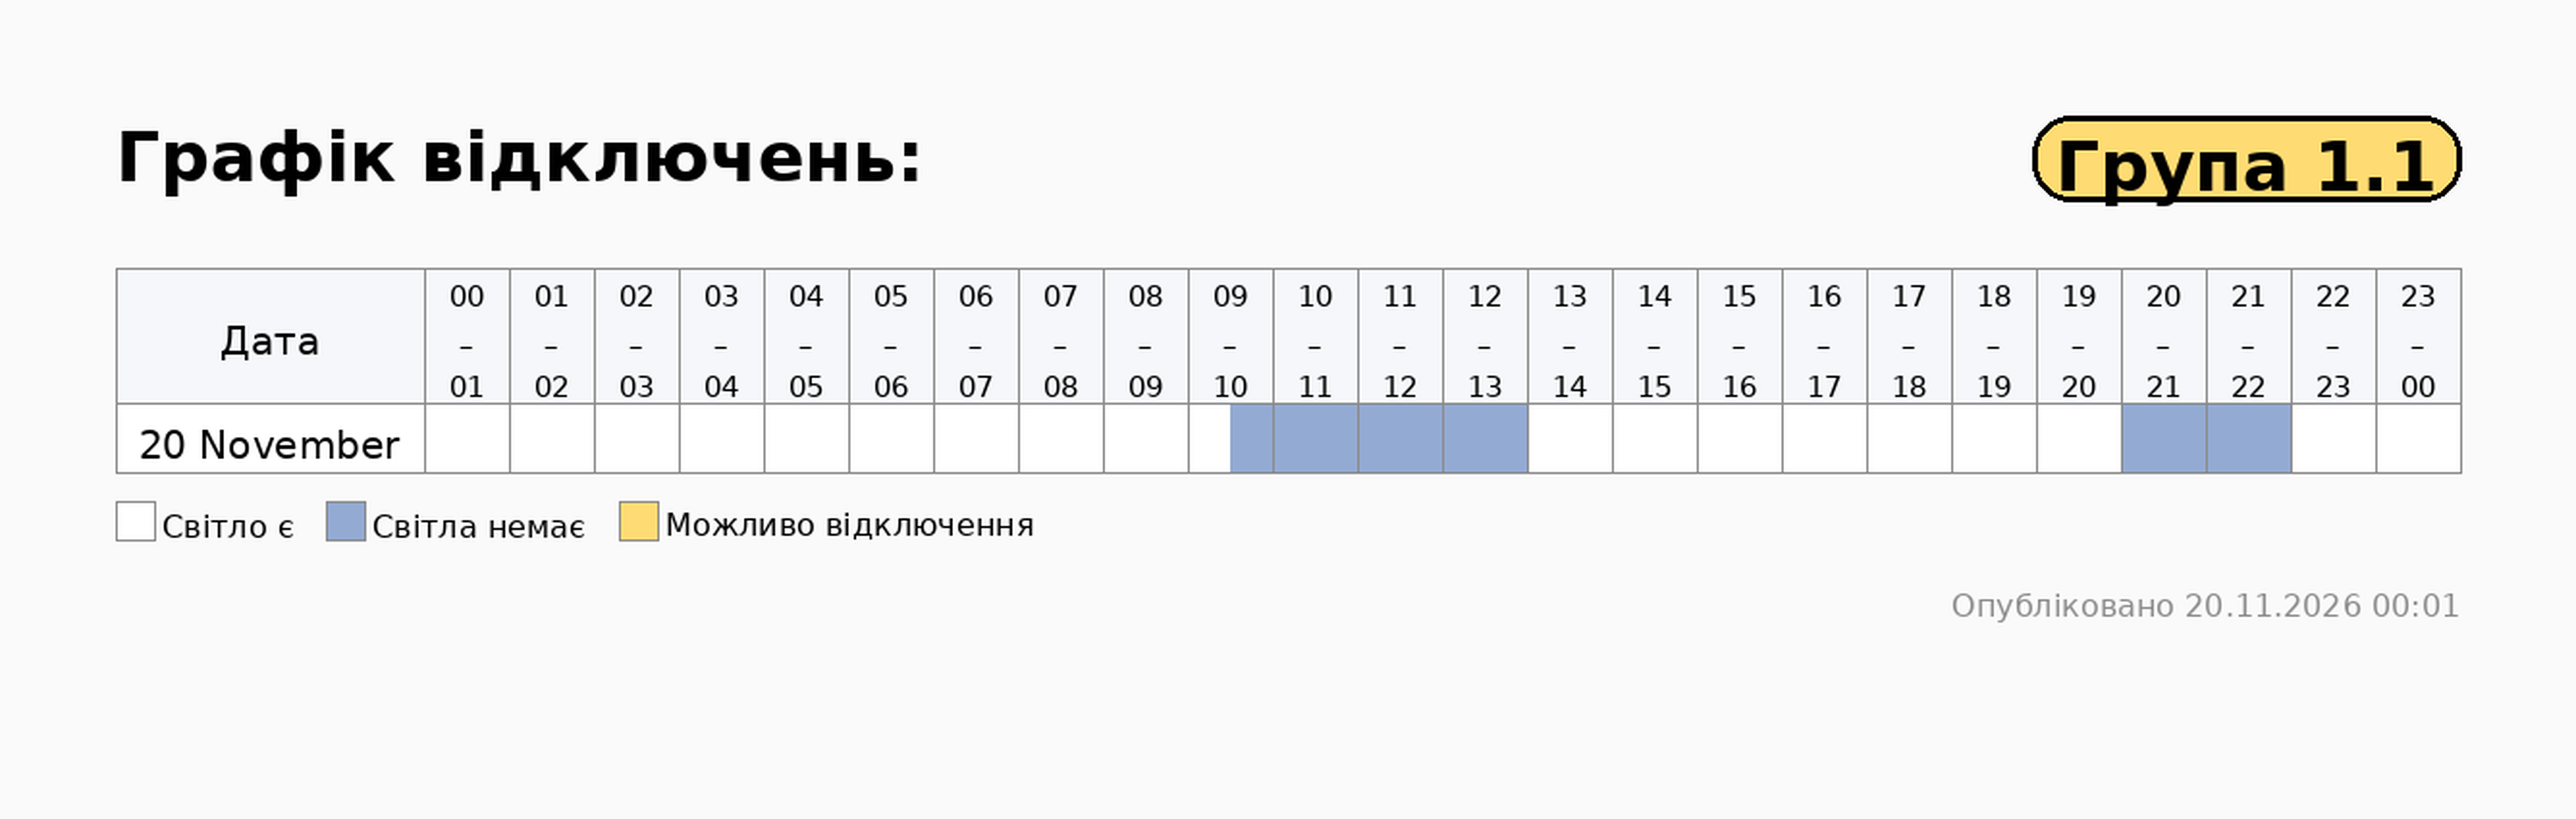 Графік відключень:
Група 1.1
Дата
00 – 01
01 – 02
02 – 03
03 – 04
04 – 05
05 – 06
06 – 07
07 – 08
08 – 09
09 – 10
10 – 11
11 – 12
12 – 13
13 – 14
14 – 15
15 – 16
16 – 17
17 – 18
18 – 19
19 – 20
20 – 21
21 – 22
22 – 23
23 – 00
20 November
Світло є
Світла немає
Можливо відключення
Опубліковано 20.11.2026 00:01